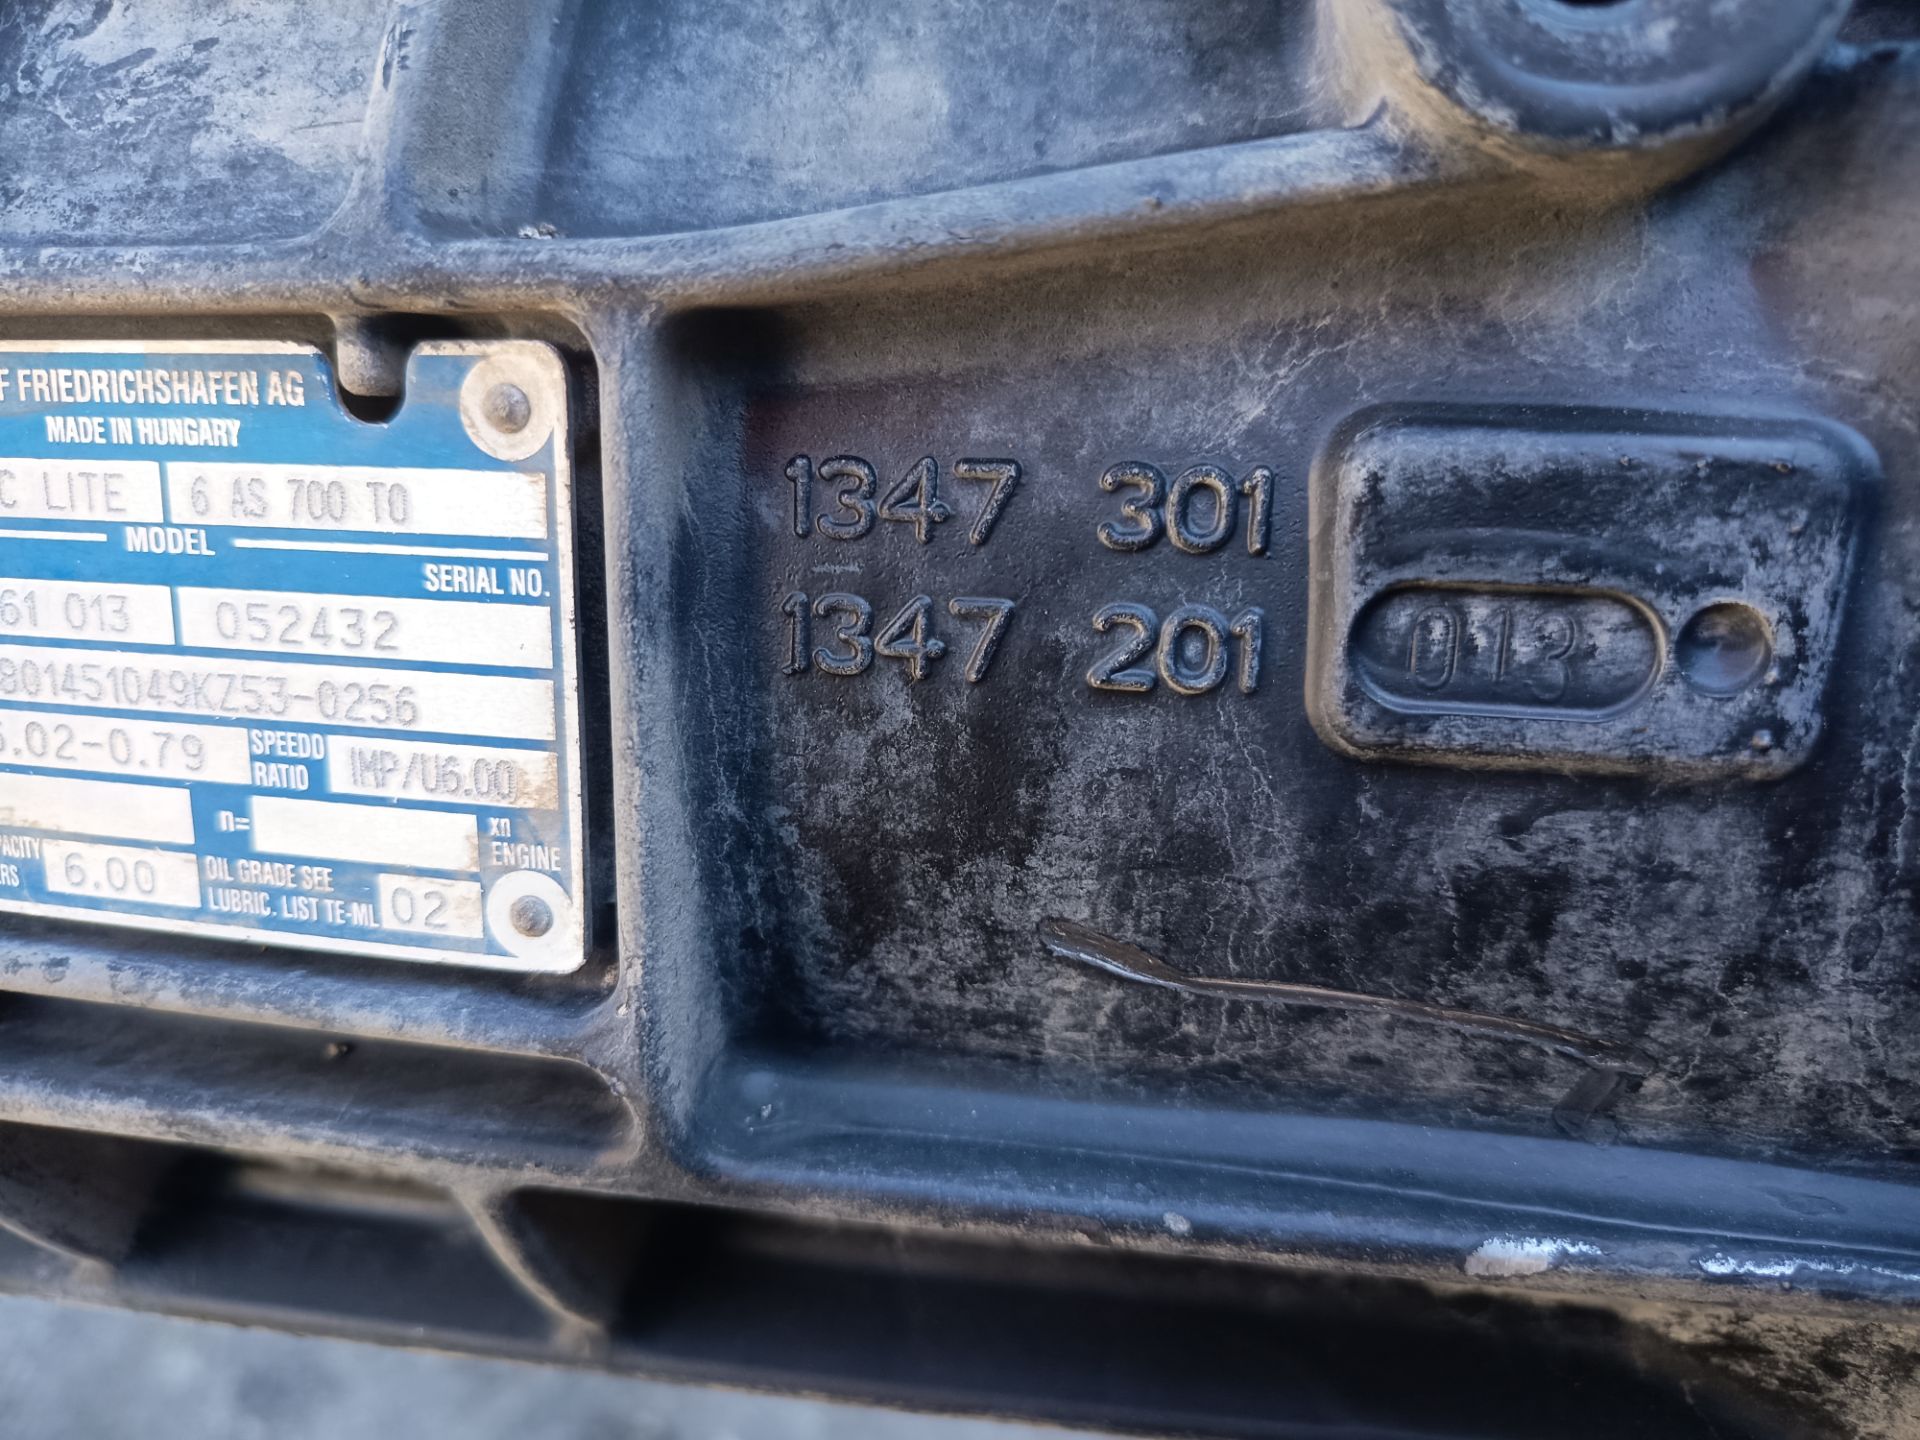 F FRIEDRICHSHAFEN AG
MADE IN HUNGARY
C LITE 6 AS 700 TO
MODEL
SERIAL NO.
61 013 052432
801451049KZ53-0256
6.02-0.79 SPEEDO RATIO IMP/U6.00
n= xn ENGINE
6.00 OIL GRADE SEE LUBRIC. LIST TE-ML 02
1347 301
1347 201
013